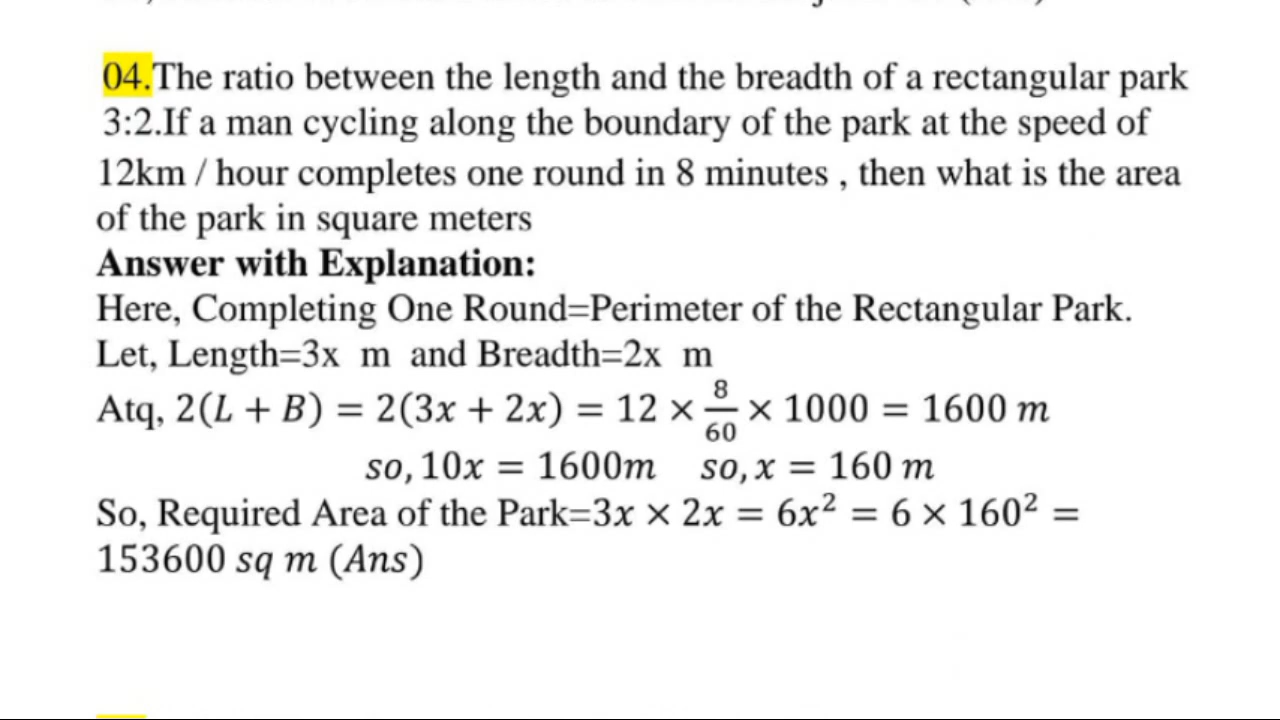 04.The ratio between the length and the breadth of a rectangular park
3:2.If a man cycling along the boundary of the park at the speed of
12km / hour completes one round in 8 minutes , then what is the area
of the park in square meters
Answer with Explanation:
Here, Completing One Round=Perimeter of the Rectangular Park.
Let, Length=3x m and Breadth=2x m
Atq, 2(L + B) = 2(3x + 2x) = 12 × 8/60 × 1000 = 1600 m
so, 10x = 1600m so, x = 160 m
So, Required Area of the Park=3x × 2x = 6x² = 6 × 160² =
153600 sq m (Ans)